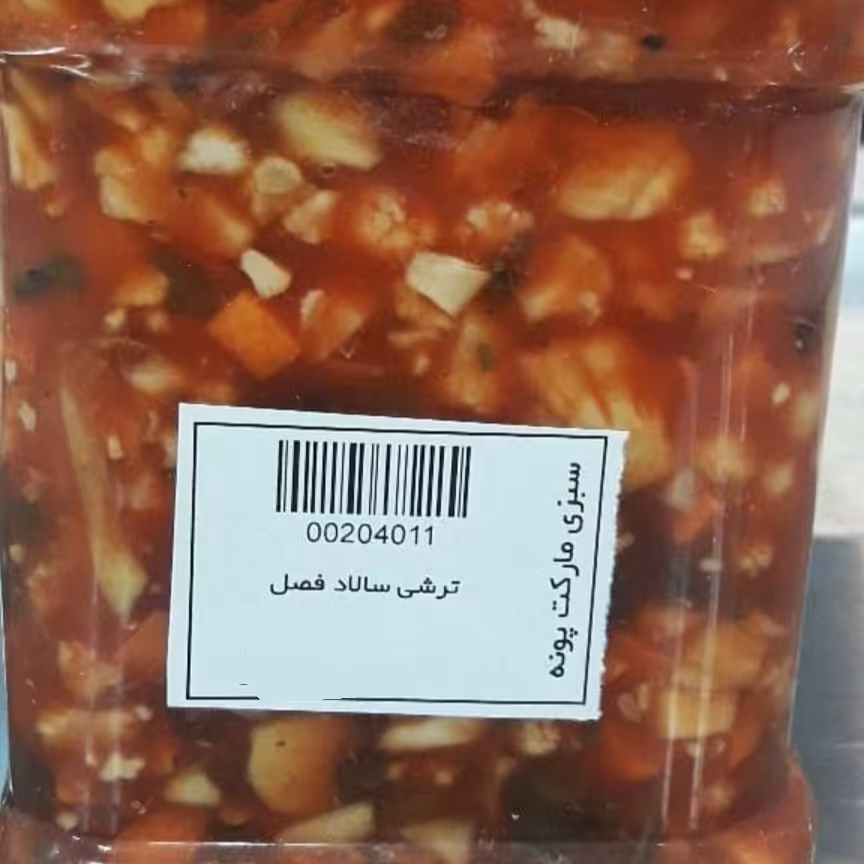 00204011
ترشی سالاد فصل
سبزی مارکت پونه